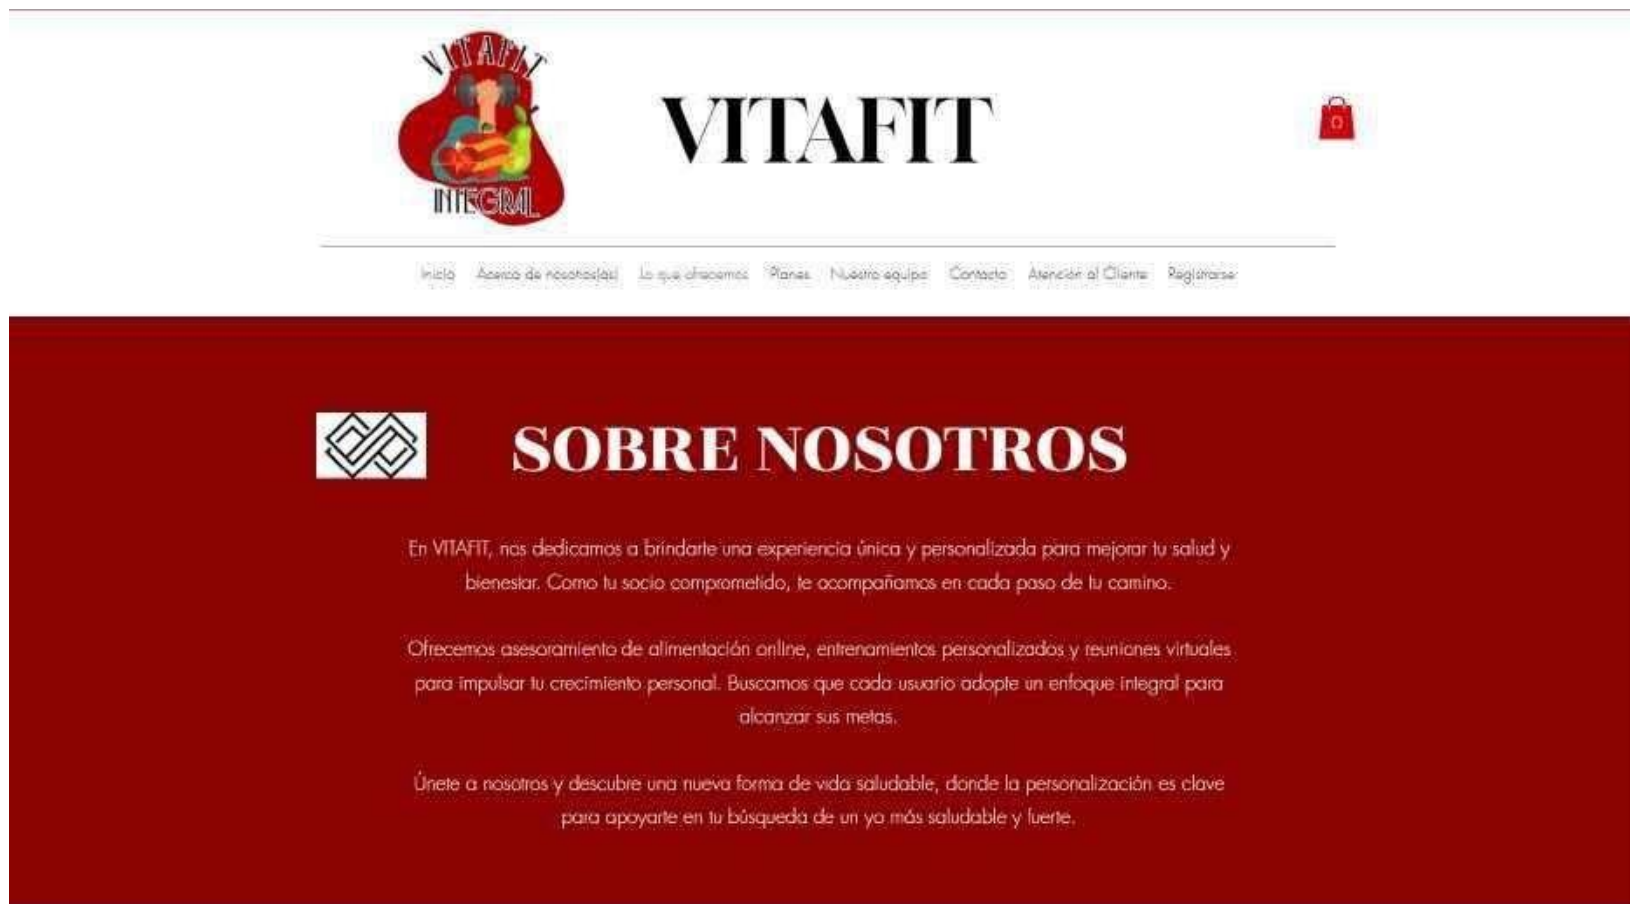 VITAFIT
INTEGRAL
VITAFIT
0
Inicio Acerca de nosotros(as) Lo que ofrecemos Planes Nuestro equipo Contacto Atención al Cliente Registrarse
SOBRE NOSOTROS
En VITAFIT, nos dedicamos a brindarte una experiencia única y personalizada para mejorar tu salud y
bienestar. Como tu socio comprometido, te acompañamos en cada paso de tu camino.
Ofrecemos asesoramiento de alimentación online, entrenamientos personalizados y reuniones virtuales
para impulsar tu crecimiento personal. Buscamos que cada usuario adopte un enfoque integral para
alcanzar sus metas.
Únete a nosotros y descubre una nueva forma de vida saludable, donde la personalización es clave
para apoyarte en tu búsqueda de un yo más saludable y fuerte.